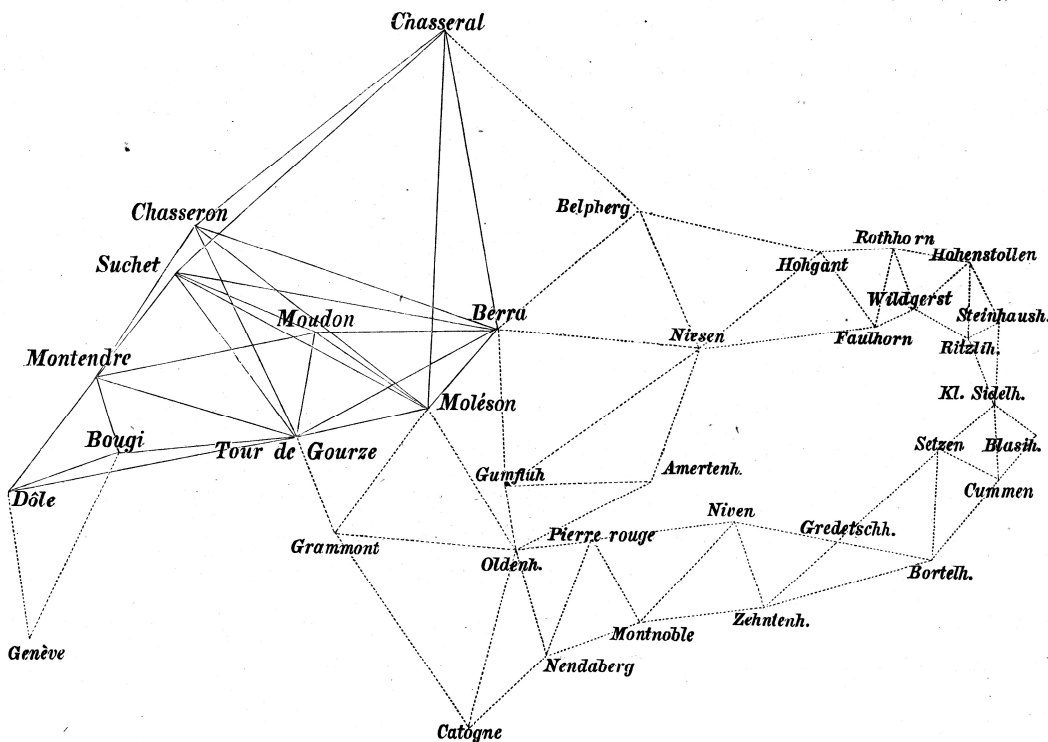 Chasseral
Chasseron
Belpberg
Rothhorn
Hohgant
Hohenstollen
Suchet
Wildgerst
Moudon
Berra
Steinhaush.
Niesen
Faulhorn
Ritzlih.
Montendre
Kl. Sidelh.
Moléson
Bougi
Tour de Gourze
Setzen
Blasih.
Gumflüh
Amertenh.
Cummen
Dôle
Niven
Gredetschh.
Pierre rouge
Grammont
Oldenh.
Bortelh.
Zehntenh.
Montnoble
Genève
Nendaberg
Catogne